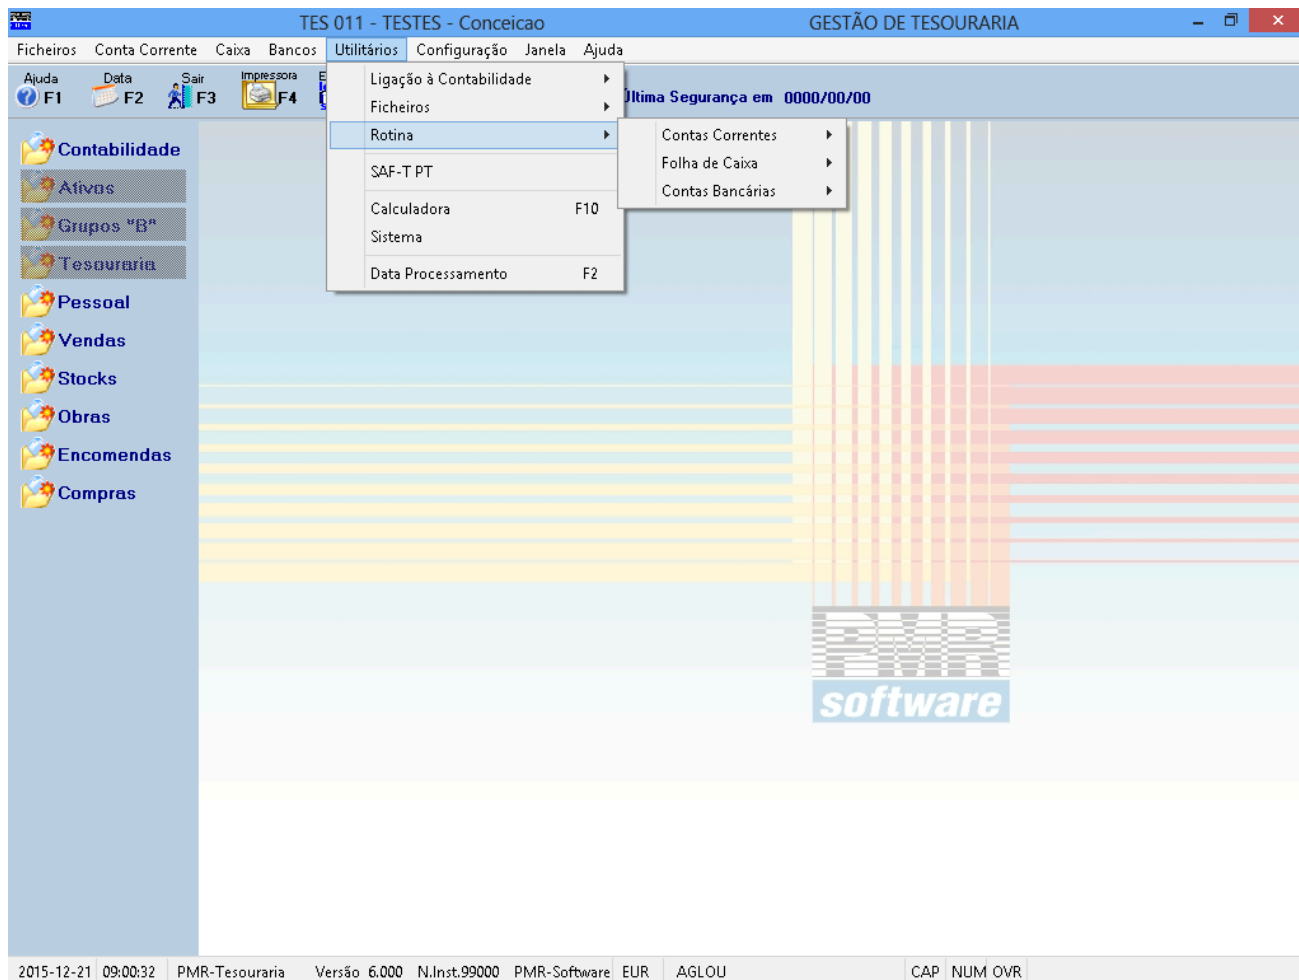 TES 011 - TESTES - Conceicao GESTÃO DE TESOURARIA
Ficheiros Conta Corrente Caixa Bancos Utilitários Configuração Janela Ajuda
Ajuda Data Sair Impressora
F1 F2 F3 F4
Última Segurança em 0000/00/00
Ligação à Contabilidade
Ficheiros
Rotina
SAF-T PT
Calculadora F10
Sistema
Data Processamento F2
Contas Correntes
Folha de Caixa
Contas Bancárias
Contabilidade
Ativos
Grupos "B"
Tesouraria
Pessoal
Vendas
Stocks
Obras
Encomendas
Compras
PMR
software
2015-12-21 09:00:32 PMR-Tesouraria Versão 6.000 N.Inst.99000 PMR-Software EUR AGLOU CAP NUM OVR